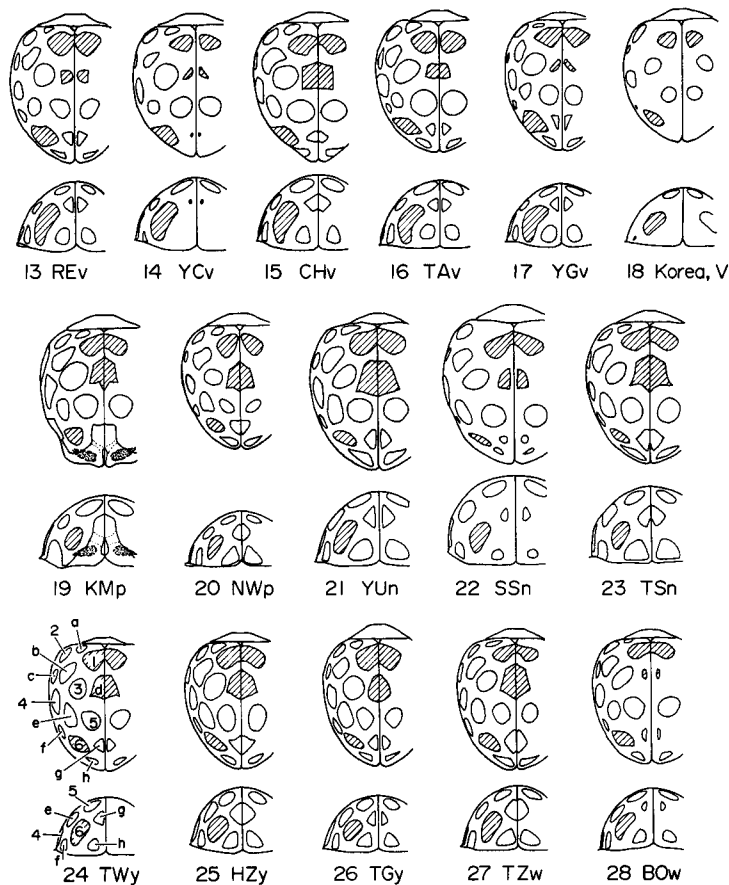 13 REv
14 YCv
15 CHv
16 TAv
17 YGv
18 Korea, V
19 KMp
20 NWp
21 YUn
22 SSn
23 TSn
a
2
b
1
c
3
d
4
e
5
f
6
g
h
5
e
g
4
6
f
h
24 TWy
25 HZy
26 TGy
27 TZw
28 BOw